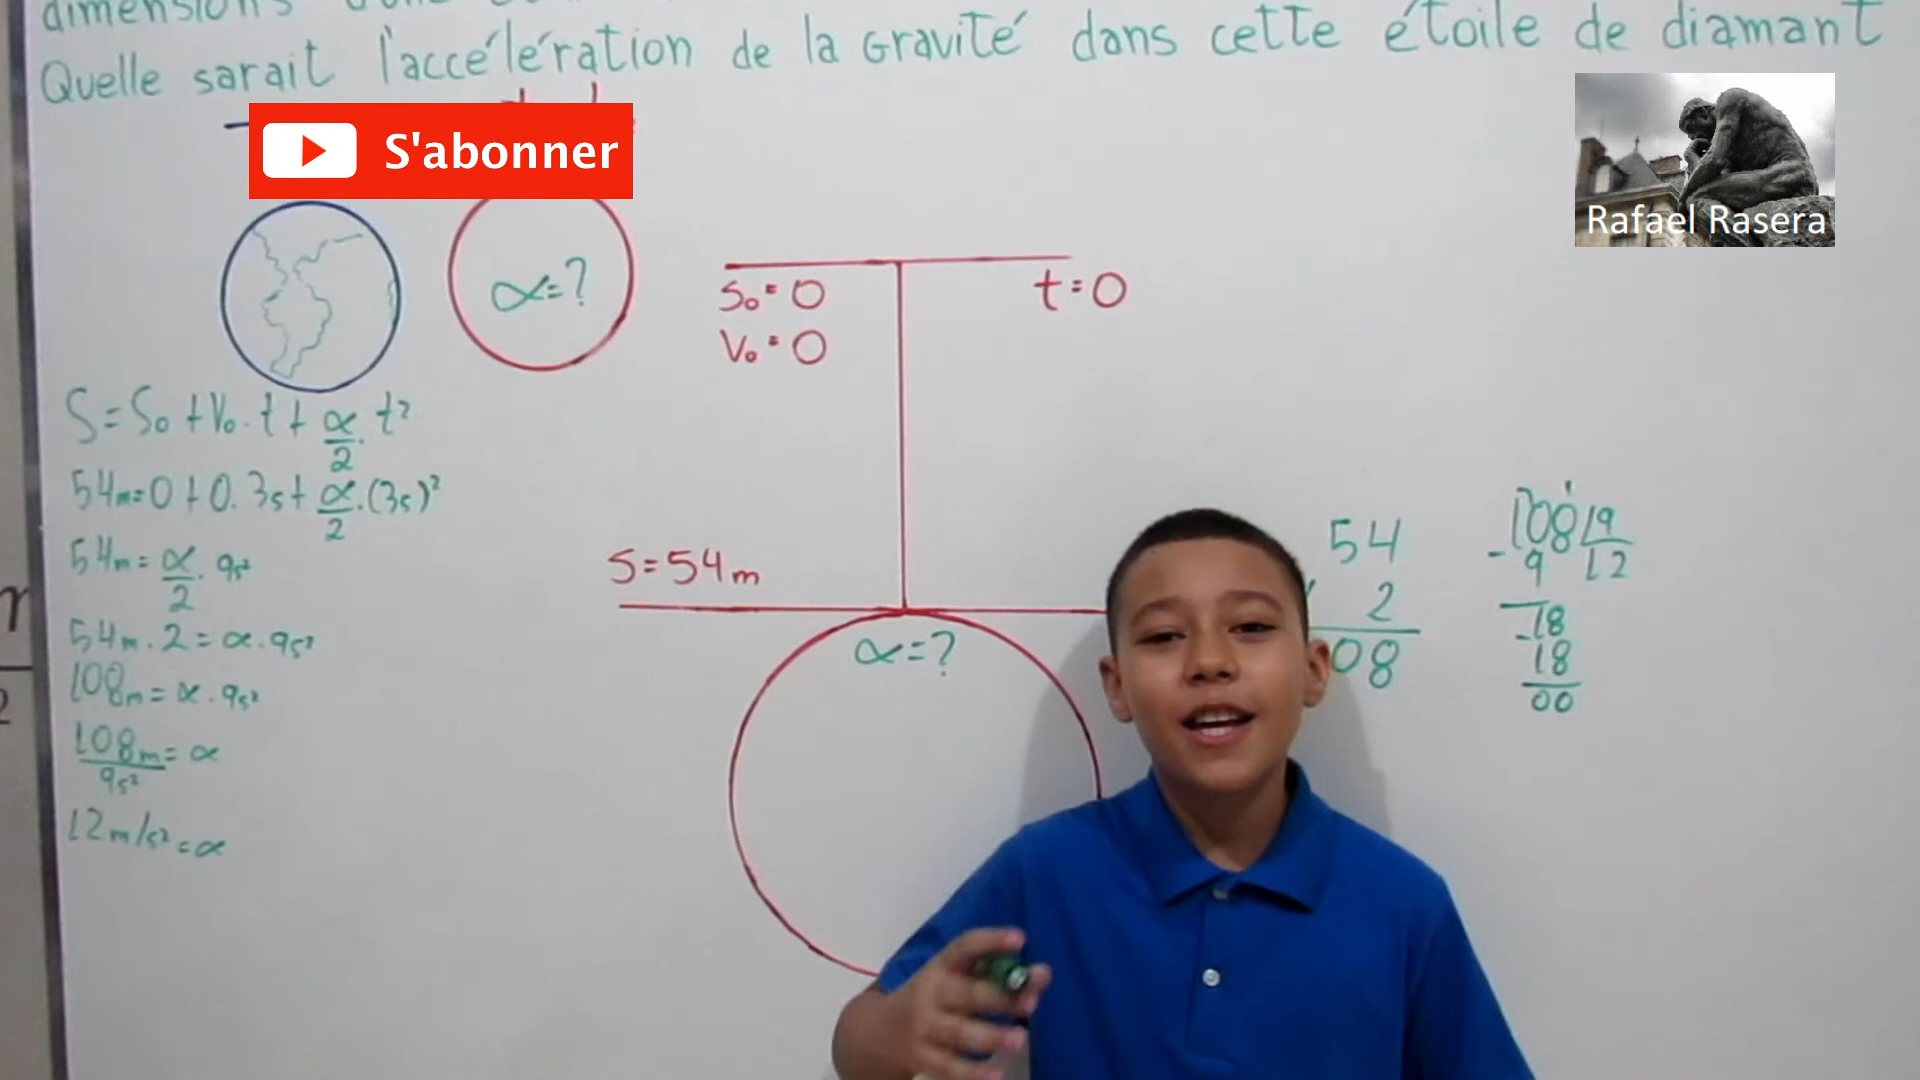 dimensions
Quelle sarait l'accélération de la Gravité dans cette étoile de diamant
S'abonner
Rafael Rasera
α=?
S₀=0
t=0
V₀=0
S=S₀+V₀.t+α/2.t²
54m=0+0.3s+α/2.(3s)²
54m=α/2.9s²
54m.2=α.9s²
108m=α.9s²
108m/9s²=α
12m/s²=α
S=54m
α=?
54
2
08
108 9
-9 12
-18
18
00